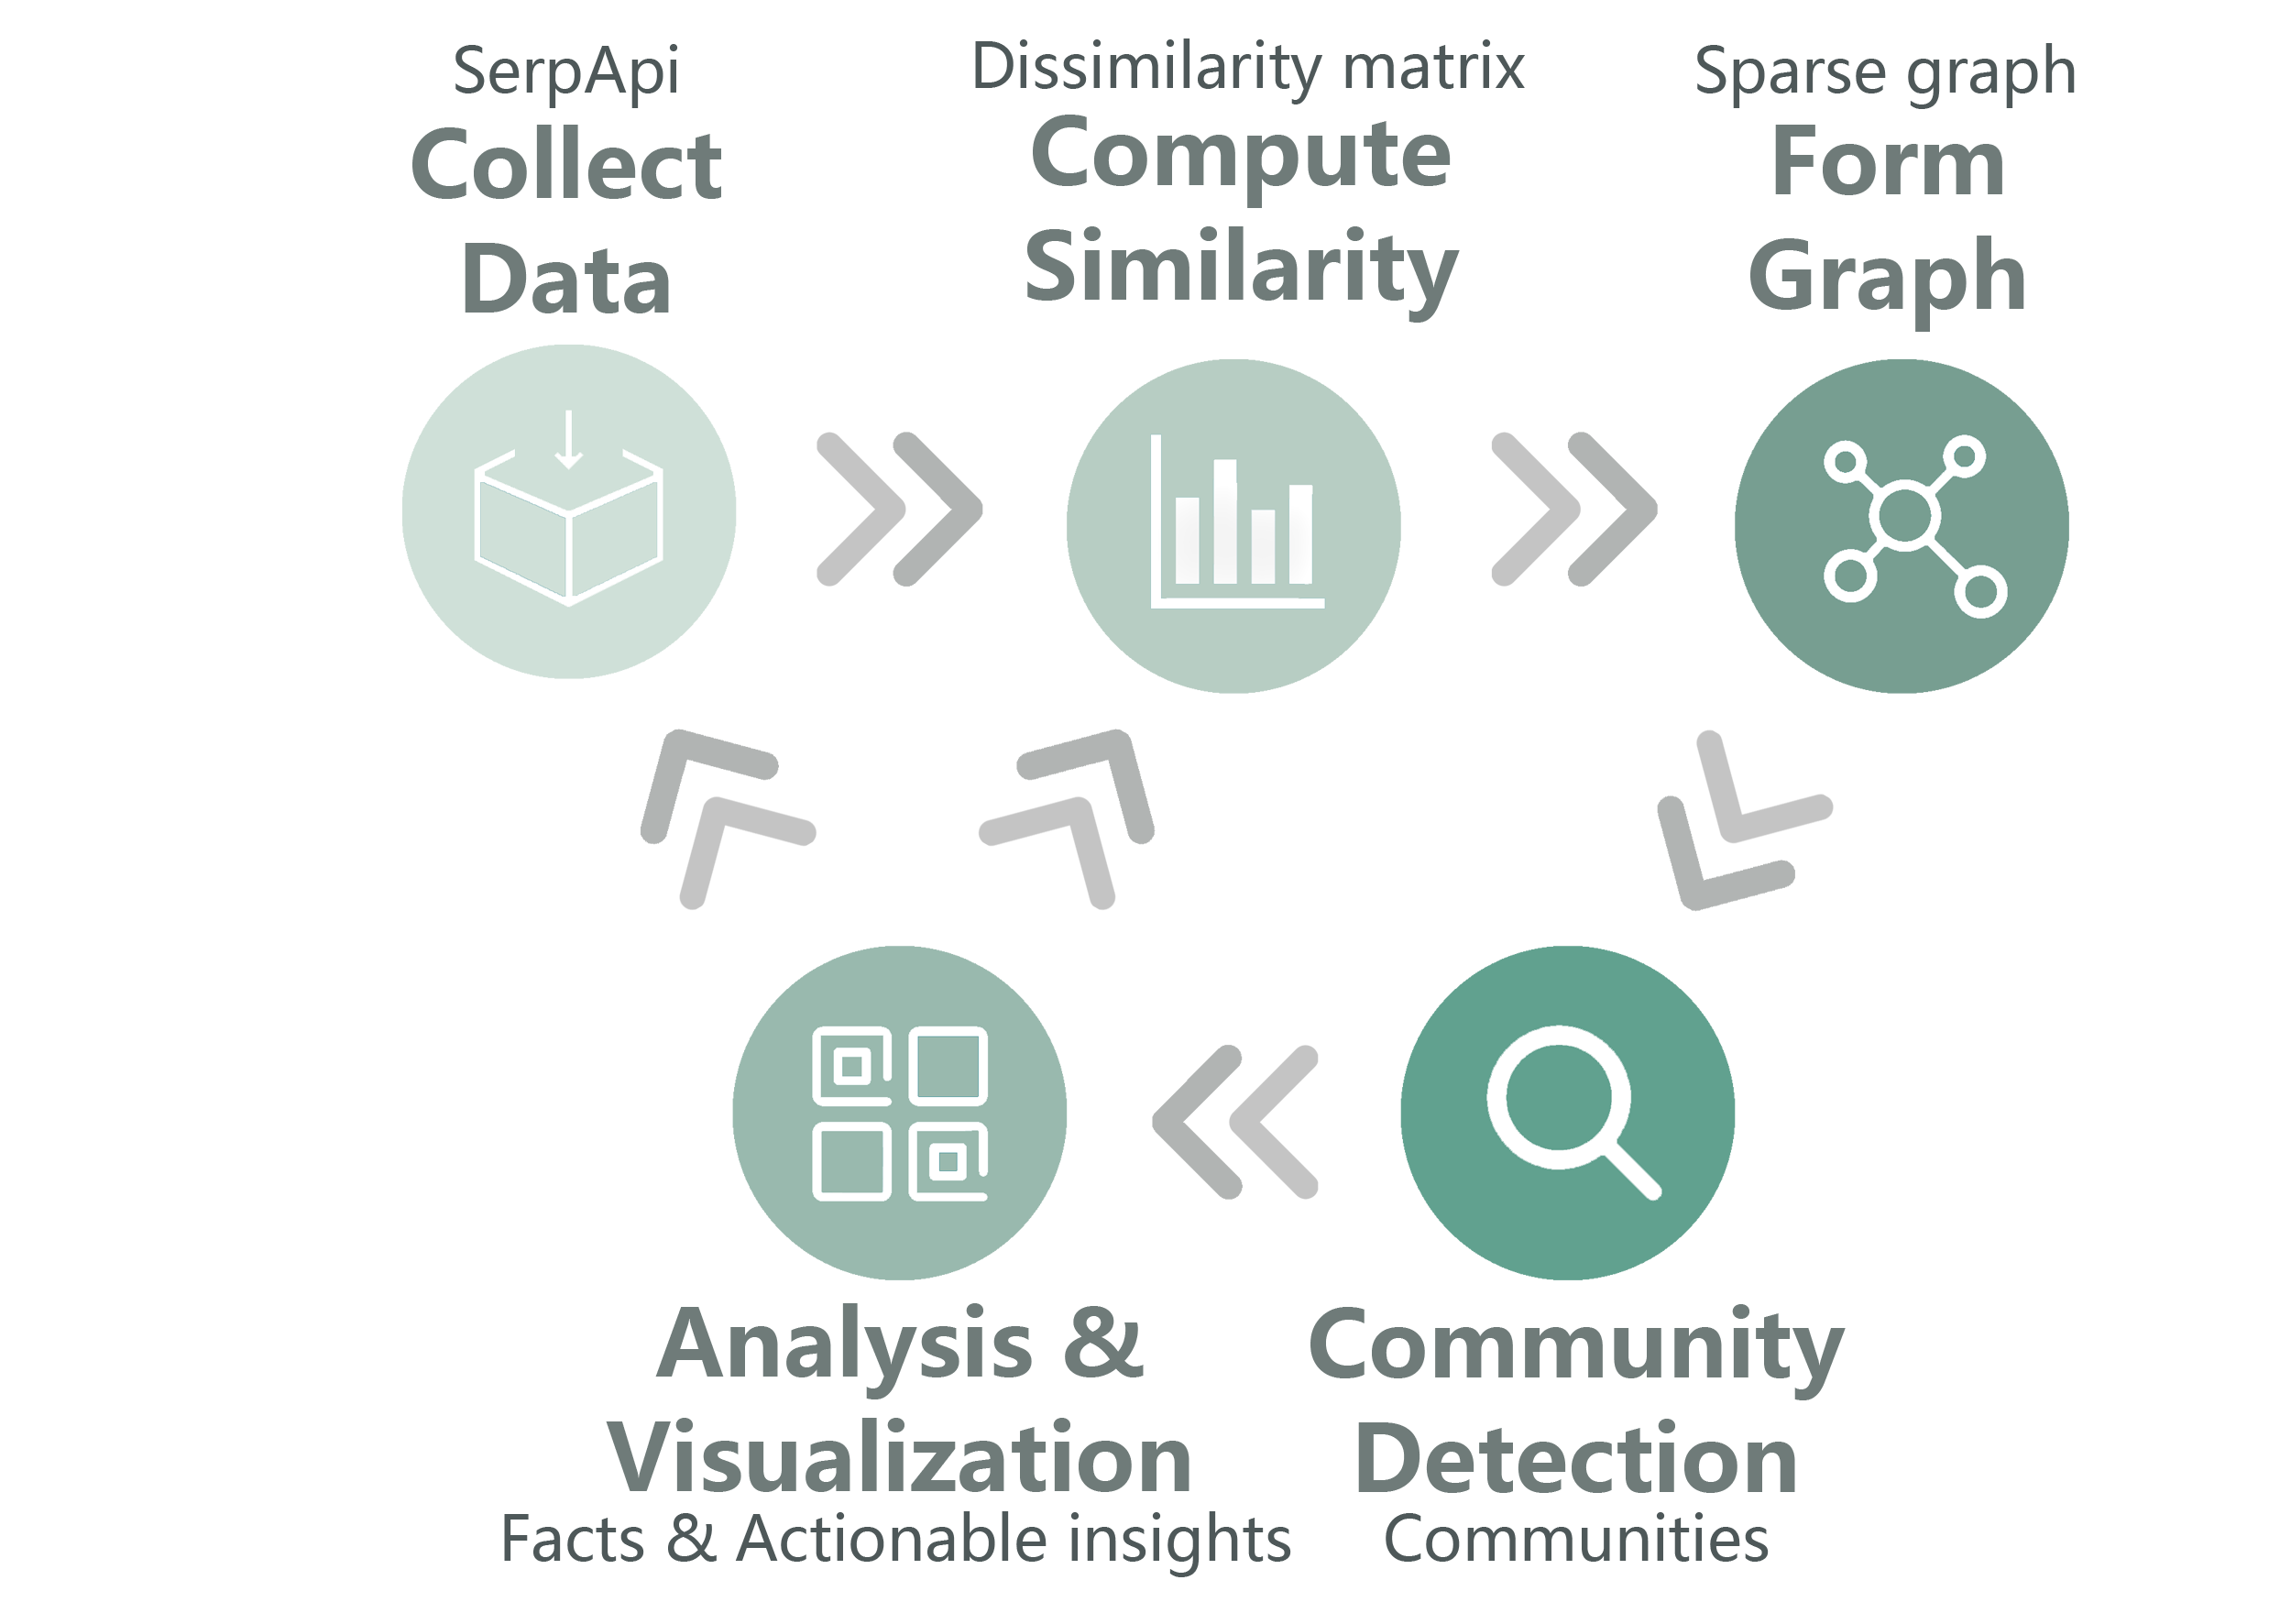 SerpApi
Collect
Data
Dissimilarity matrix
Compute
Similarity
Sparse graph
Form
Graph
Analysis &
Visualization
Facts & Actionable insights
Community
Detection
Communities